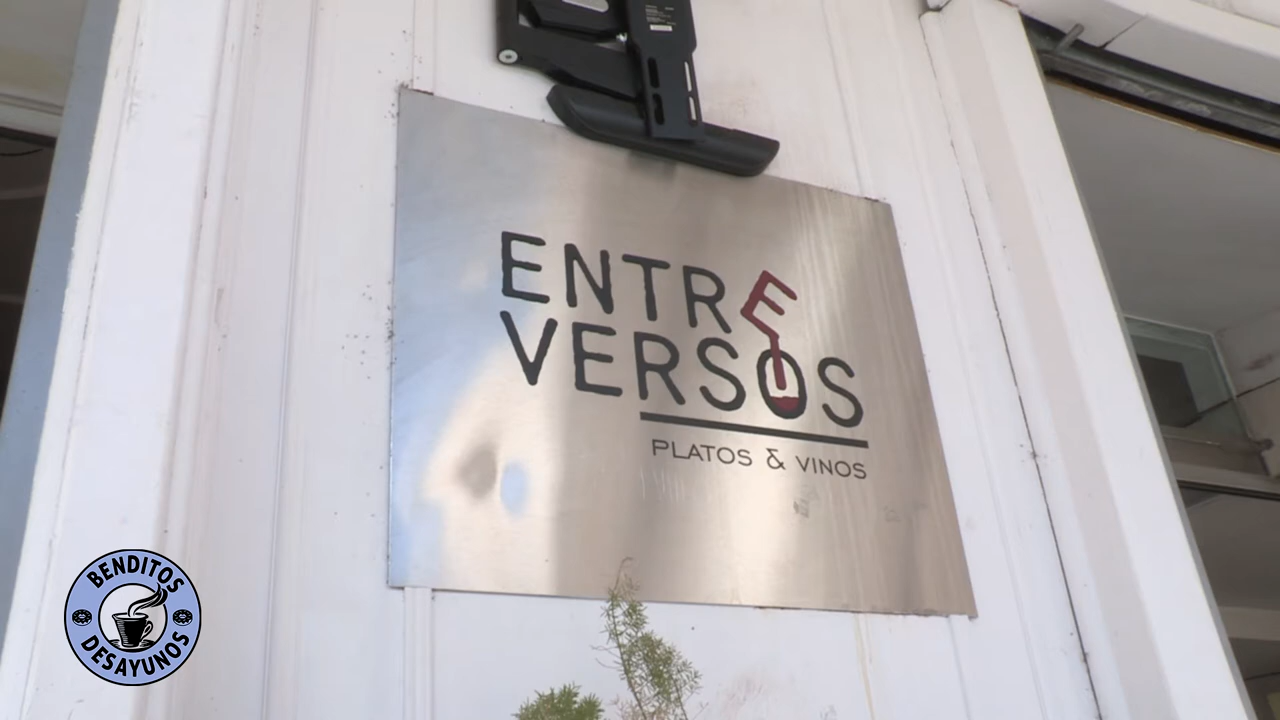 ENTRE
VERSOS
PLATOS & VINOS
BENDITOS
DESAYUNOS